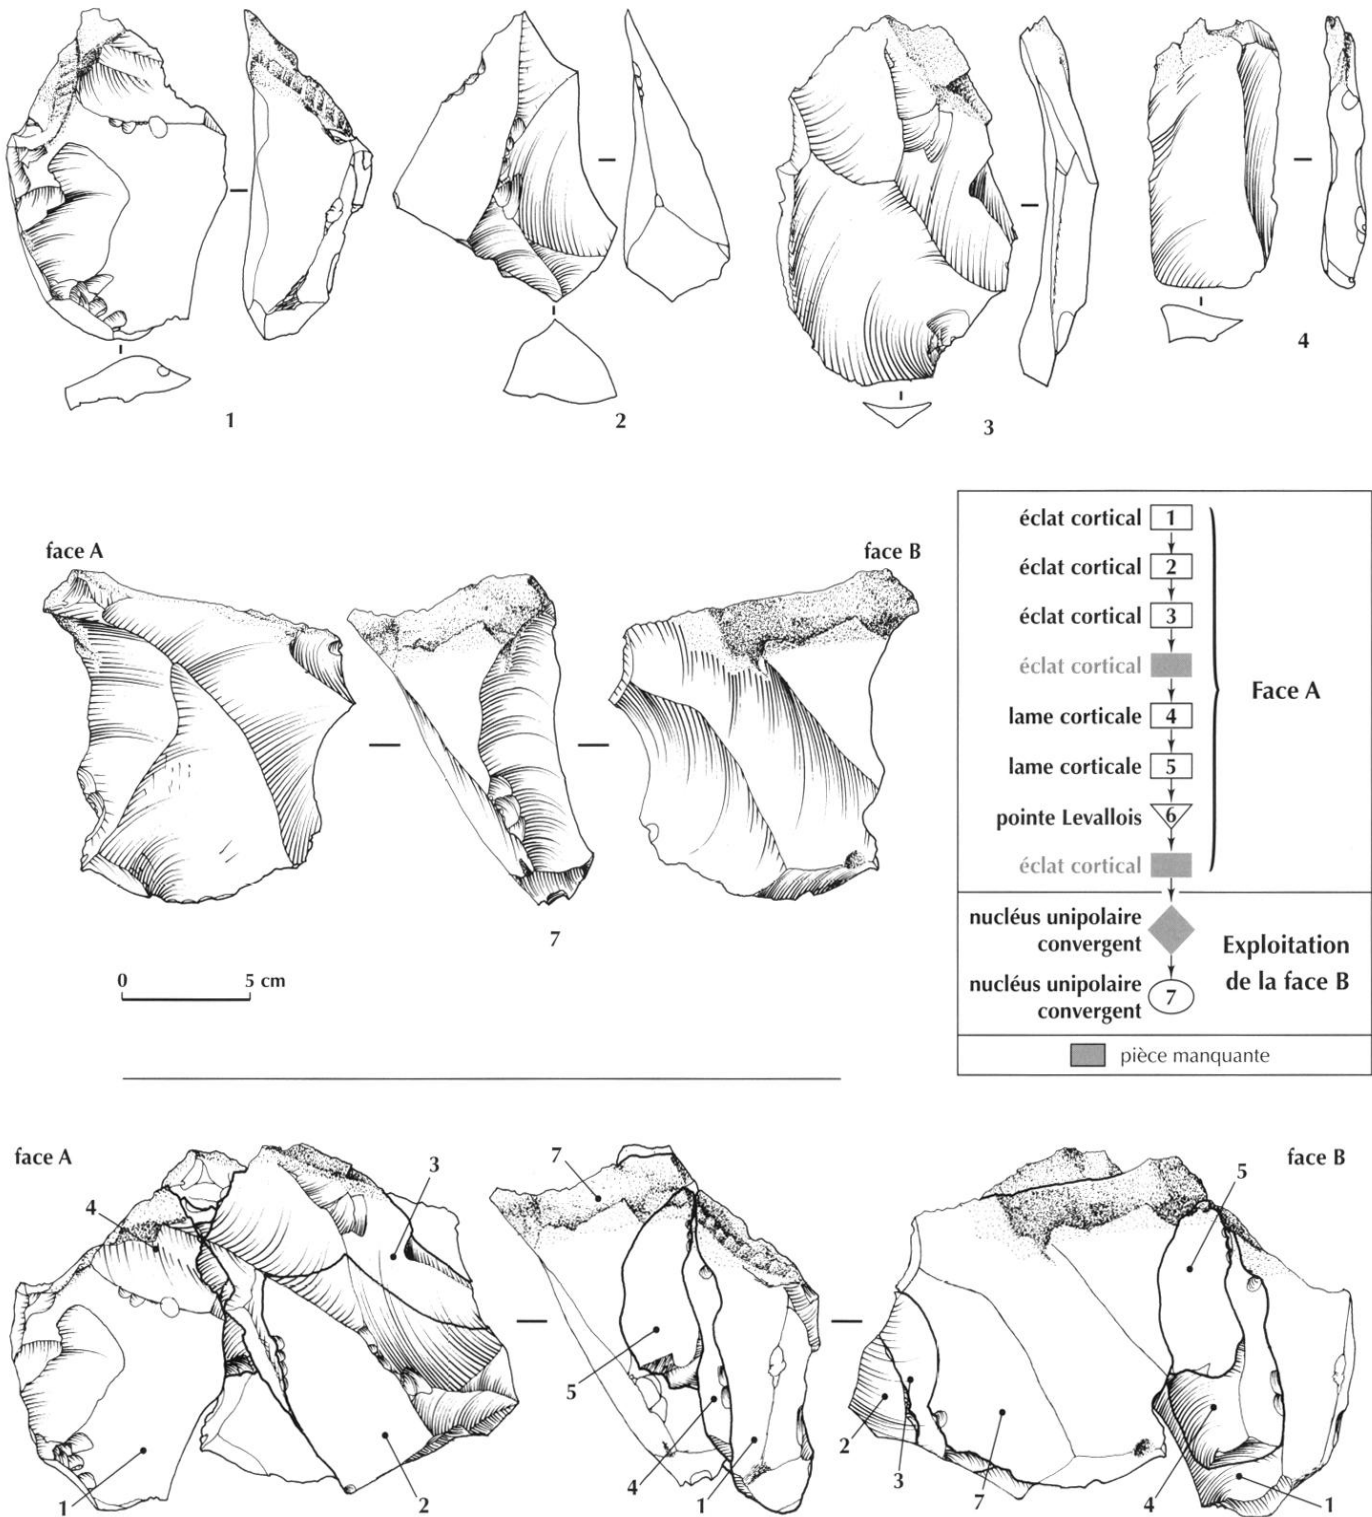 1
2
3
4
face A
face B
7
0 5 cm
éclat cortical 1
éclat cortical 2
éclat cortical 3
éclat cortical
lame corticale 4
lame corticale 5
pointe Levallois 6
éclat cortical
Face A
nucléus unipolaire
convergent
nucléus unipolaire
convergent 7
Exploitation
de la face B
pièce manquante
face A
4
3
1
2
7
5
4
1
face B
5
2
3
7
4
1